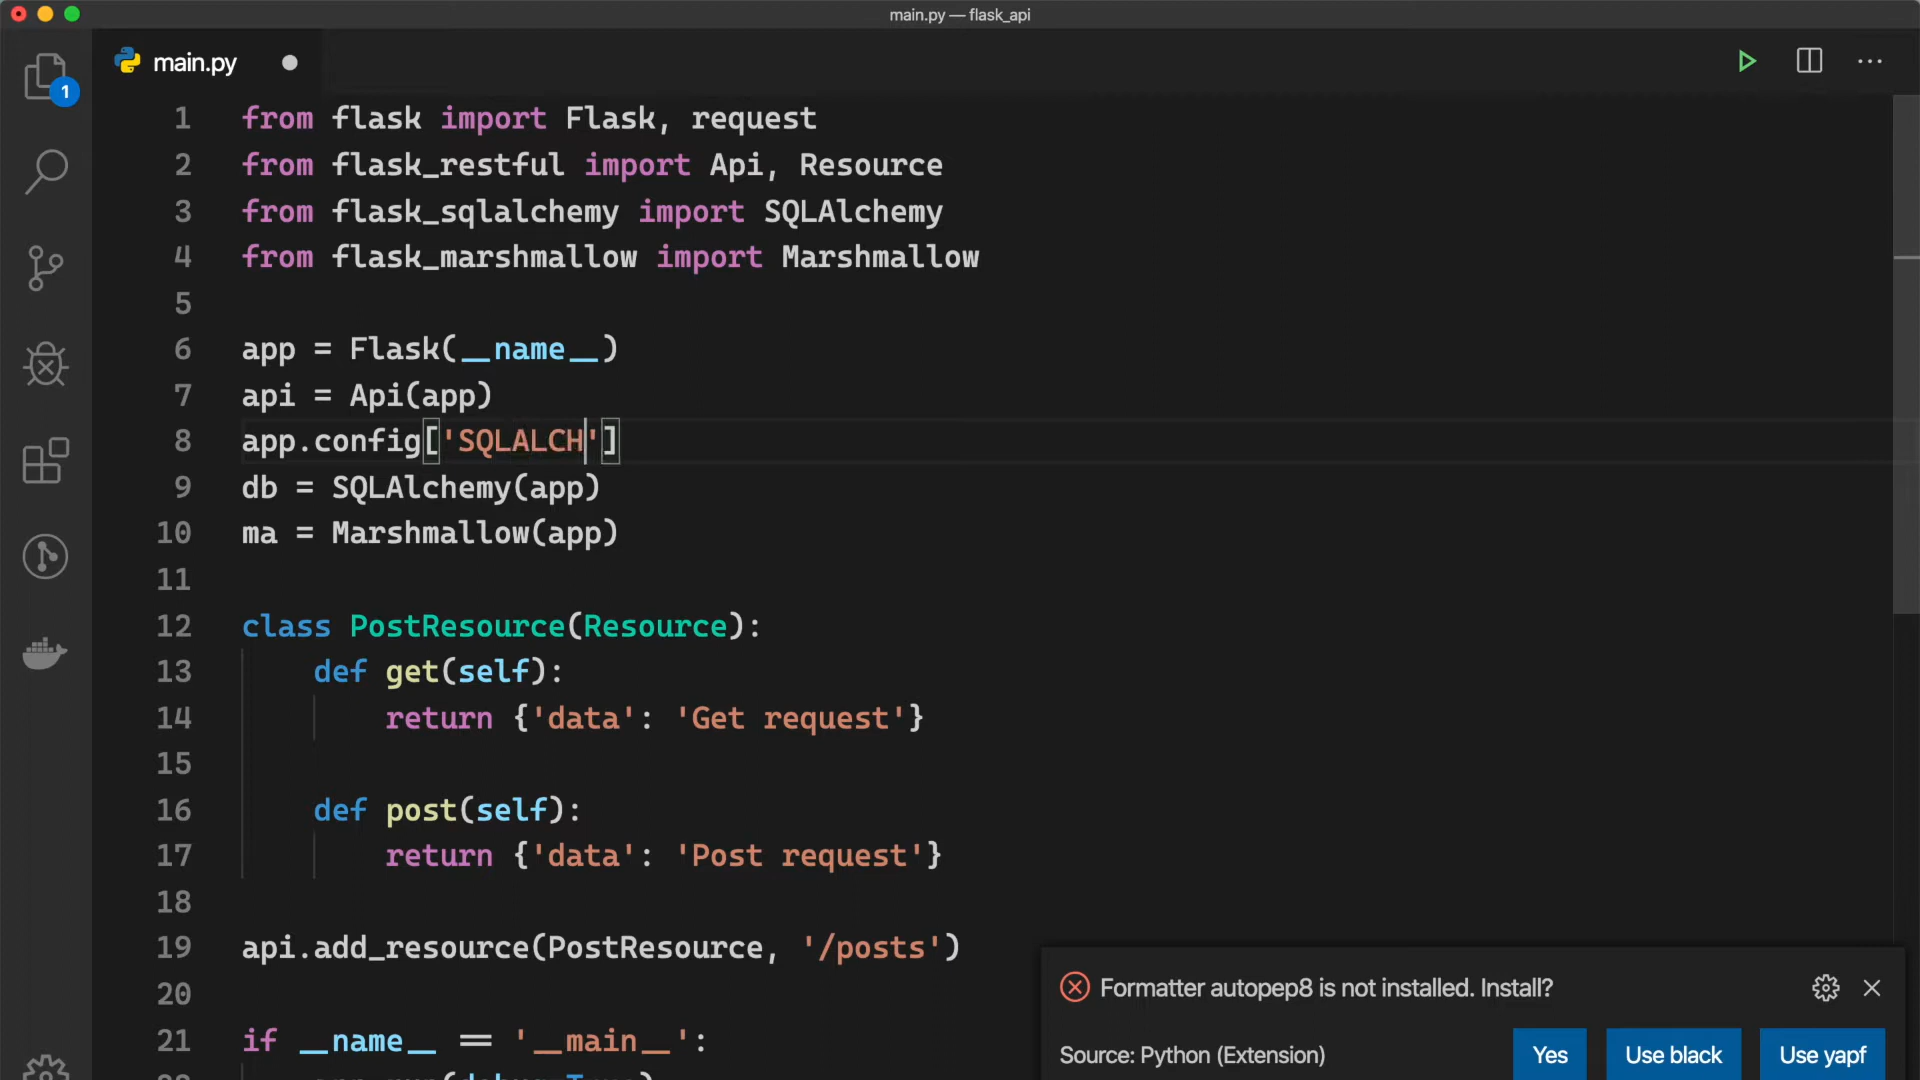 main.py — flask_api
1
main.py
1 from flask import Flask, request
2 from flask_restful import Api, Resource
3 from flask_sqlalchemy import SQLAlchemy
4 from flask_marshmallow import Marshmallow
5
6 app = Flask(__name__)
7 api = Api(app)
8 app.config['SQLALCH']
9 db = SQLAlchemy(app)
10 ma = Marshmallow(app)
11
12 class PostResource(Resource):
13 def get(self):
14 return {'data': 'Get request'}
15
16 def post(self):
17 return {'data': 'Post request'}
18
19 api.add_resource(PostResource, '/posts')
20
21 if __name__ == '__main__':
Formatter autopep8 is not installed. Install?
Source: Python (Extension)
Yes
Use black
Use yapf